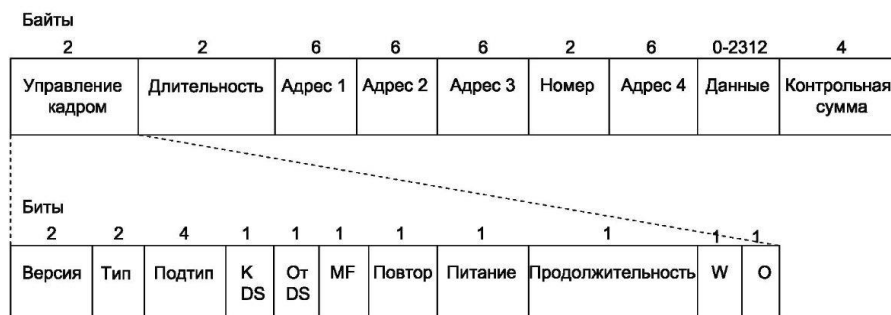 Байты
2 2 6 6 6 2 6 0-2312 4
Управление кадром Длительность Адрес 1 Адрес 2 Адрес 3 Номер Адрес 4 Данные Контрольная сумма
Биты
2 2 4 1 1 1 1 1 1 1 1
Версия Тип Подтип К DS От DS MF Повтор Питание Продолжительность W O